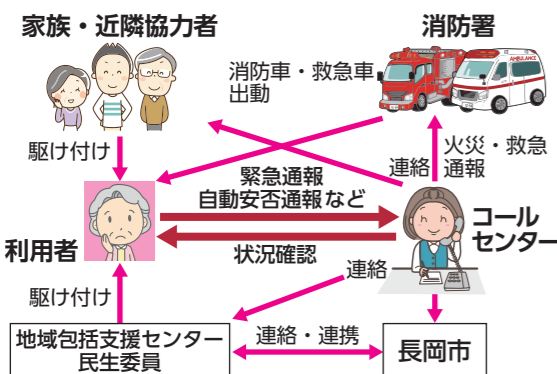 家族・近隣協力者
消防署
消防車・救急車
出動
AMBULANCE
駆け付け
連絡
火災・救急
通報
緊急通報
自動安否通報など
利用者
コール
センター
状況確認
連絡
駆け付け
地域包括支援センター
民生委員
連絡・連携
長岡市